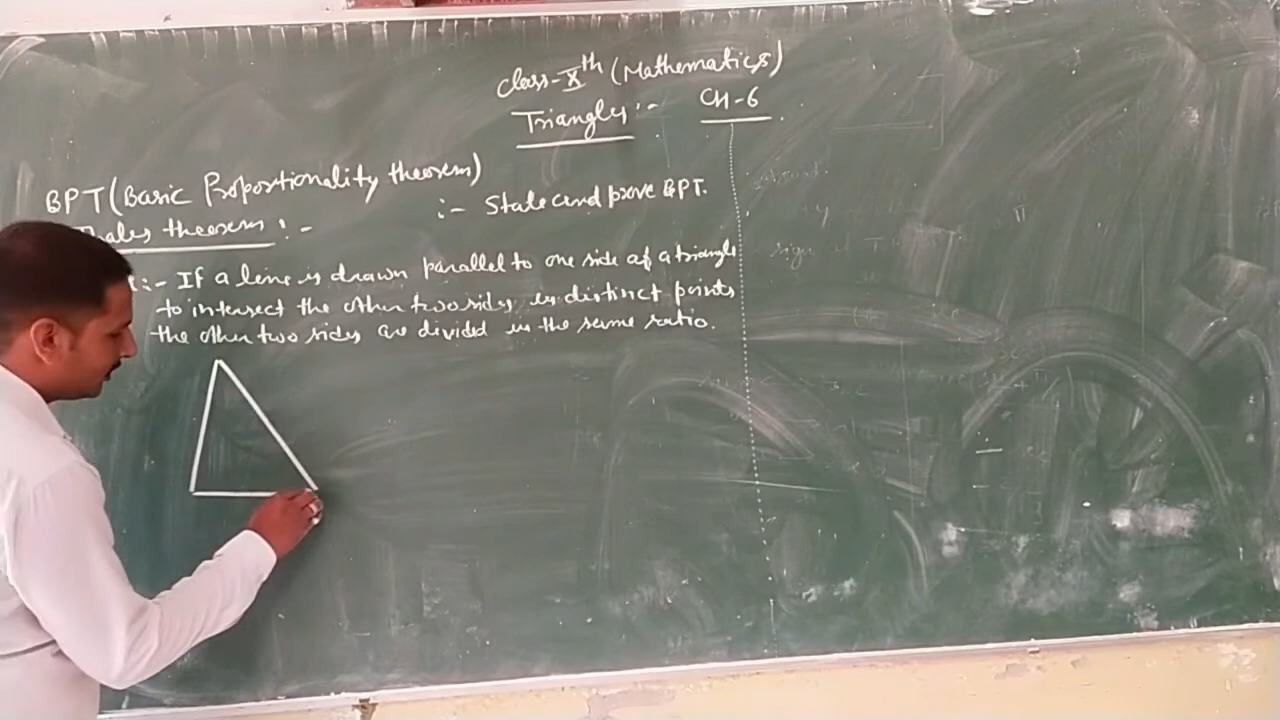 Class-Xth (Mathematics)
Triangles :- CH-6
BPT (Basic Proportionality theorem)
:- State and prove BPT.
Thales theorem :-
:- If a line is drawn parallel to one side of a triangle
to intersect the other two sides in distinct points
the other two sides are divided in the same ratio.